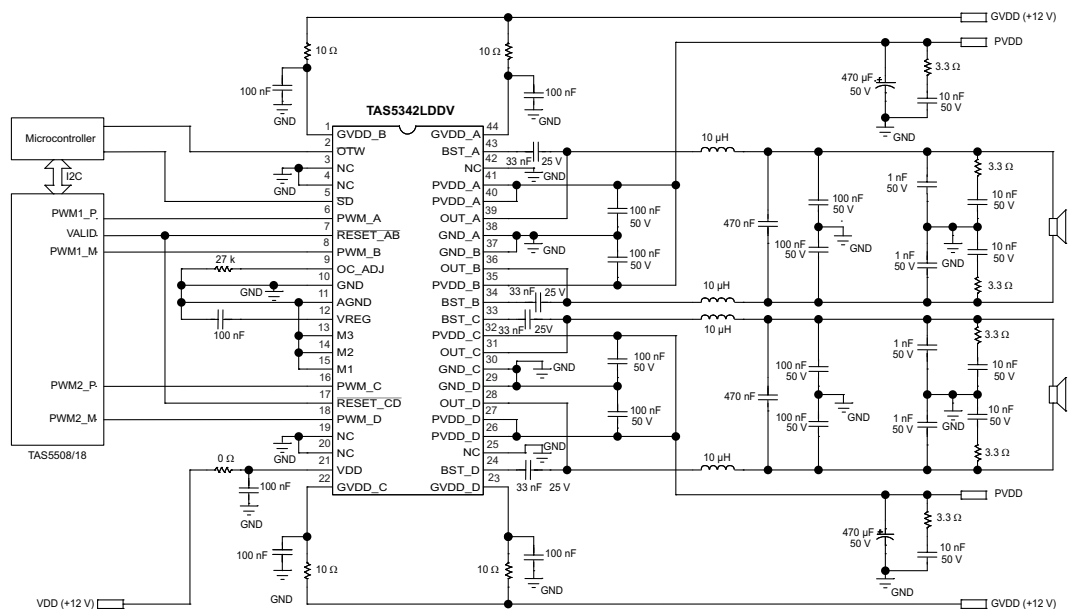 GVDD (+12 V)
PVDD
10 Ω
10 Ω
3.3 Ω
470 µF
50 V
10 nF
50 V
100 nF
GND
100 nF
GND
GND
TAS5342LDDV
Microcontroller
I2C
1 GVDD_B
2 OTW
3 NC
4 NC
5 SD
6 PWM_A
7 RESET_AB
8 PWM_B
9 OC_ADJ
10 GND
11 AGND
12 VREG
13 M3
14 M2
15 M1
16 PWM_C
17 RESET_CD
18 PWM_D
19 NC
20 NC
21 VDD
22 GVDD_C
GVDD_A 44
BST_A 43
NC 42
PVDD_A 41
PVDD_A 40
OUT_A 39
GND_A 38
GND_B 37
OUT_B 36
PVDD_B 35
BST_B 34
BST_C 33
PVDD_C 32
OUT_C 31
GND_C 30
GND_D 29
OUT_D 28
PVDD_D 27
PVDD_D 26
NC 25
BST_D 24
GVDD_D 23
PWM1_P
VALID
PWM1_M
PWM2_P
PWM2_M
TAS5508/18
GND
27 k
GND
100 nF
GND
0 Ω
100 nF
GND
33 nF 25 V
GND
100 nF
50 V
GND
100 nF
50 V
33 nF 25 V
33 nF 25V
100 nF
50 V
GND
100 nF
50 V
GND
33 nF 25 V
10 µH
470 nF
100 nF
50 V
GND
100 nF
50 V
1 nF
50 V
3.3 Ω
10 nF
50 V
GND
1 nF
50 V
10 nF
50 V
3.3 Ω
10 µH
10 µH
470 nF
100 nF
50 V
GND
100 nF
50 V
1 nF
50 V
3.3 Ω
10 nF
50 V
GND
1 nF
50 V
10 nF
50 V
3.3 Ω
10 µH
100 nF
10 Ω
GND
100 nF
GND
10 Ω
PVDD
470 µF
50 V
3.3 Ω
10 nF
50 V
GND
VDD (+12 V)
GVDD (+12 V)